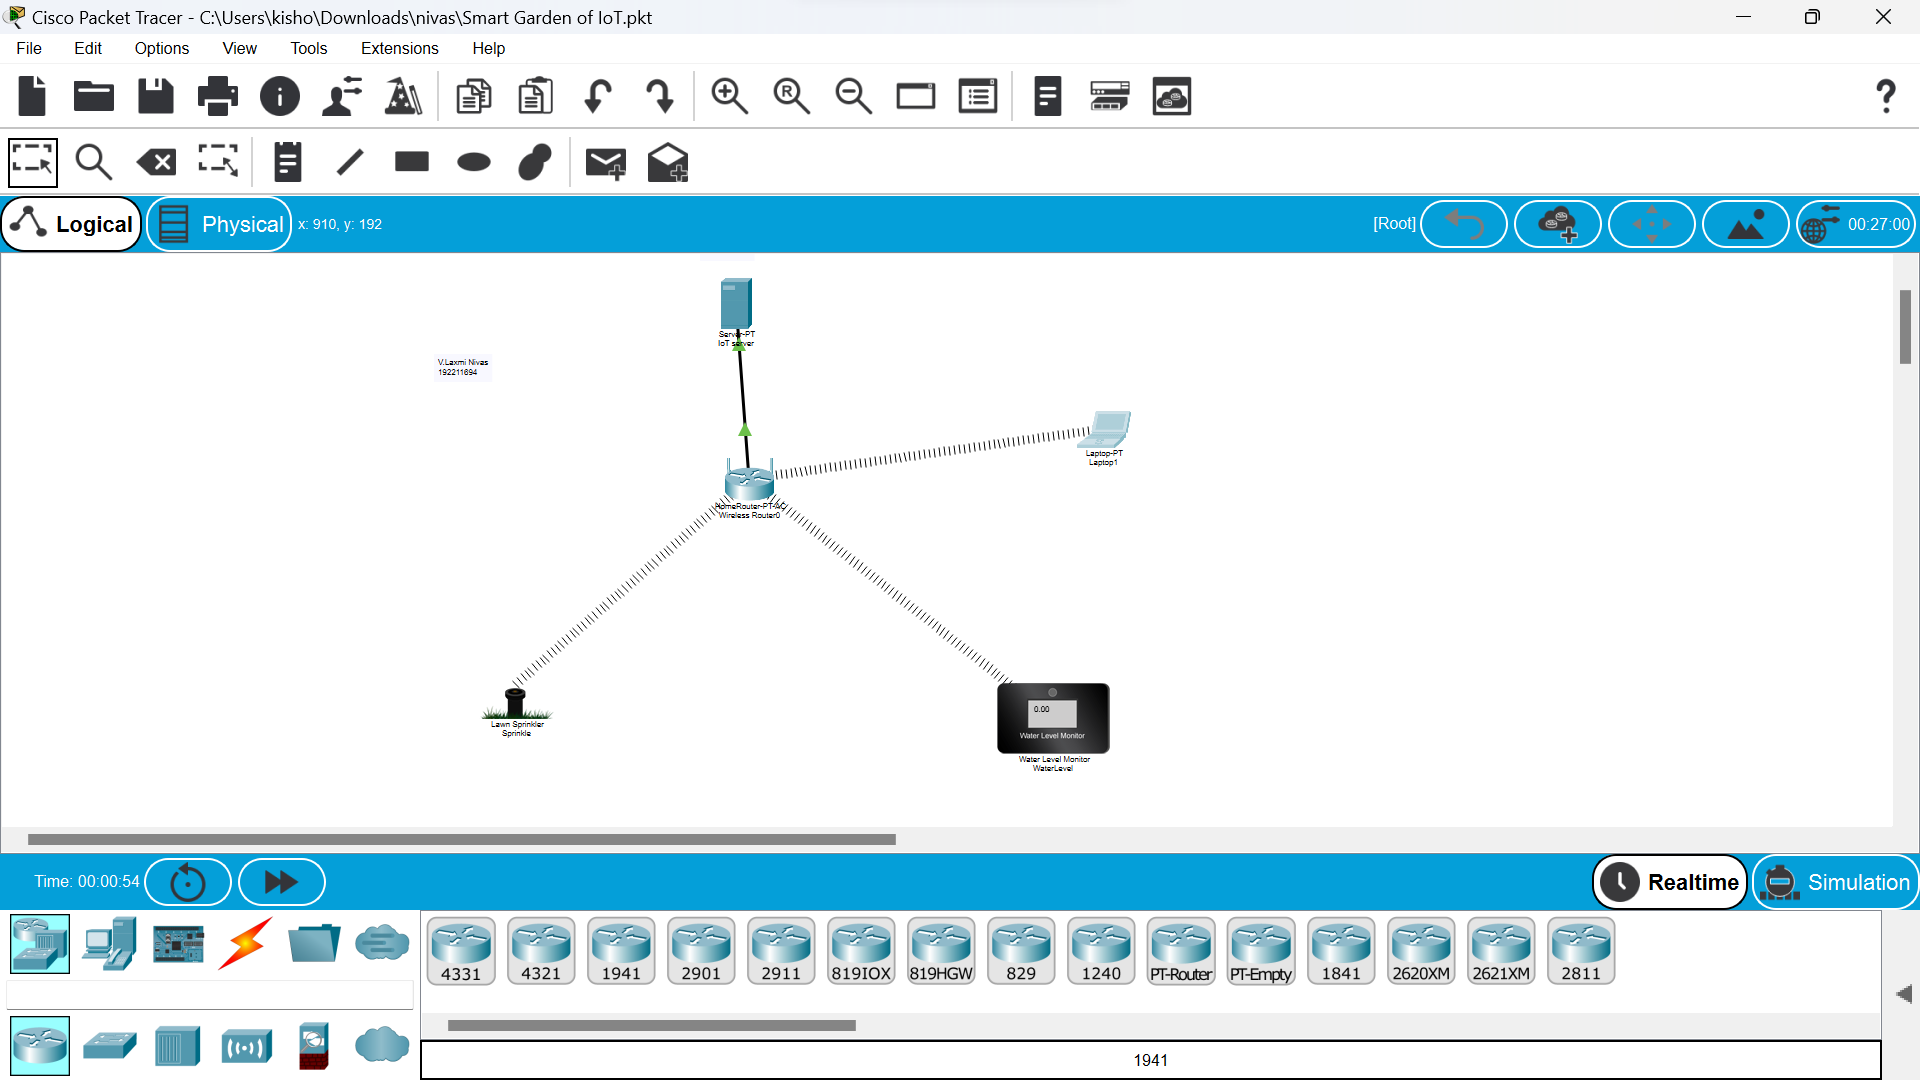 Cisco Packet Tracer - C:\Users\kisho\Downloads\nivas\Smart Garden of IoT.pkt
File Edit Options View Tools Extensions Help
Logical Physical x: 910, y: 192 [Root] 00:27:00
Server-PT
IoT server
V.Laxmi Nivas
192211694
Laptop-PT
Laptop1
HomeRouter-PT-AC
Wireless Router0
Lawn Sprinkler
Sprinkle
0.00
Water Level Monitor
Water Level Monitor
WaterLevel
Time: 00:00:54 Realtime Simulation
4331 4321 1941 2901 2911 819IOX 819HGW 829 1240 PT-Router PT-Empty 1841 2620XM 2621XM 2811
1941